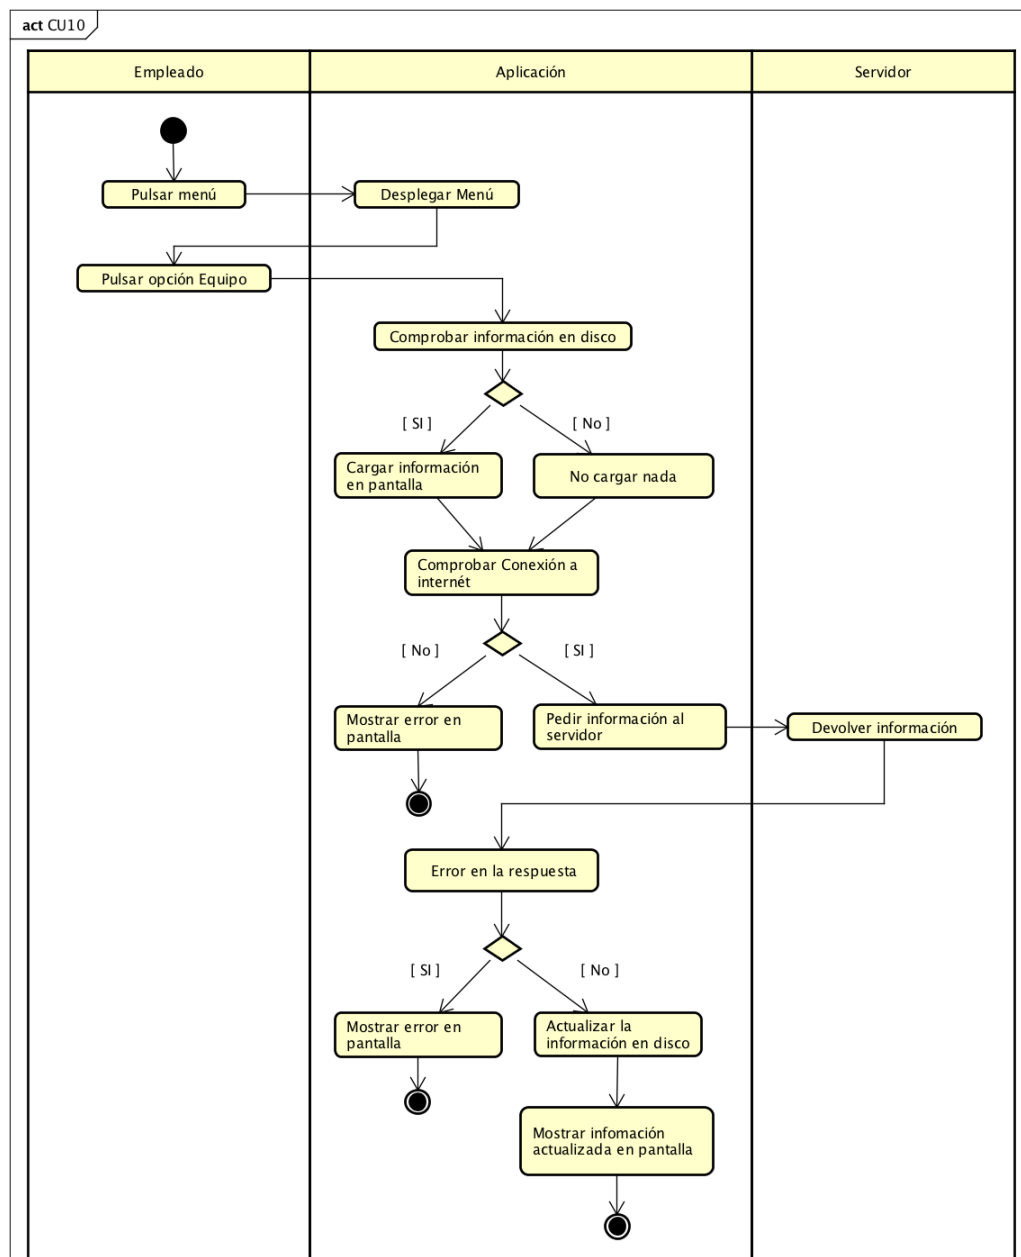 act CU10
Empleado
Aplicación
Servidor
Pulsar menú
Desplegar Menú
Pulsar opción Equipo
Comprobar información en disco
[ SI ]
[ No ]
Cargar información
en pantalla
No cargar nada
Comprobar Conexión a
internét
[ No ]
[ SI ]
Mostrar error en
pantalla
Pedir información al
servidor
Devolver información
Error en la respuesta
[ SI ]
[ No ]
Mostrar error en
pantalla
Actualizar la
información en disco
Mostrar infomación
actualizada en pantalla